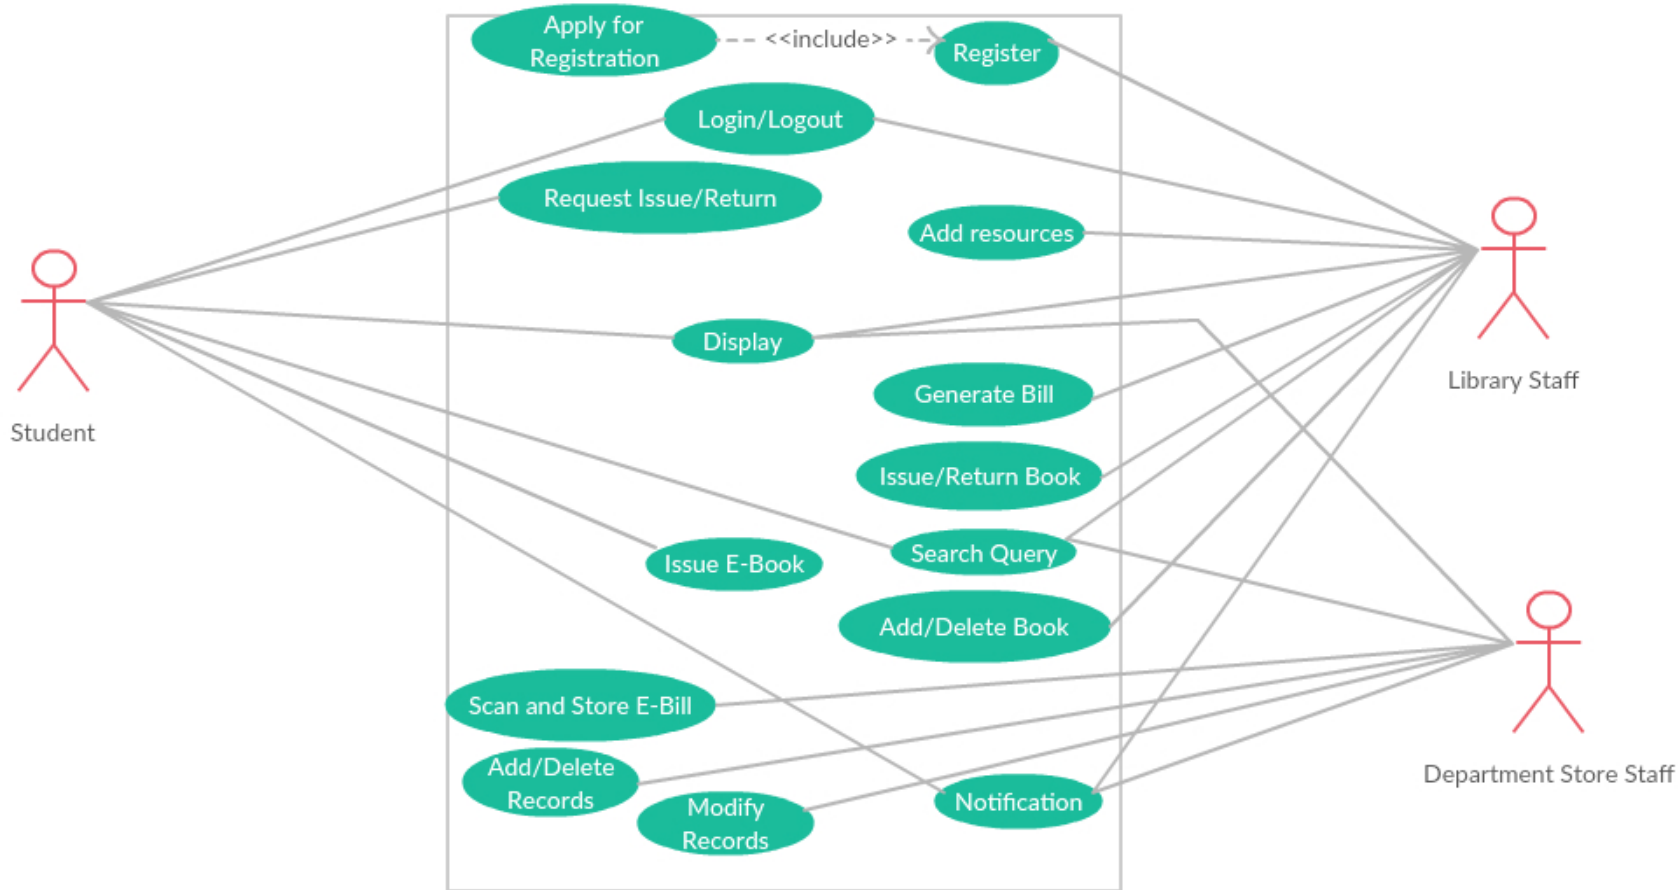 Apply for
Registration
<<include>>
Register
Login/Logout
Request Issue/Return
Add resources
Display
Generate Bill
Library Staff
Student
Issue/Return Book
Search Query
Issue E-Book
Add/Delete Book
Scan and Store E-Bill
Add/Delete
Records
Department Store Staff
Notification
Modify
Records